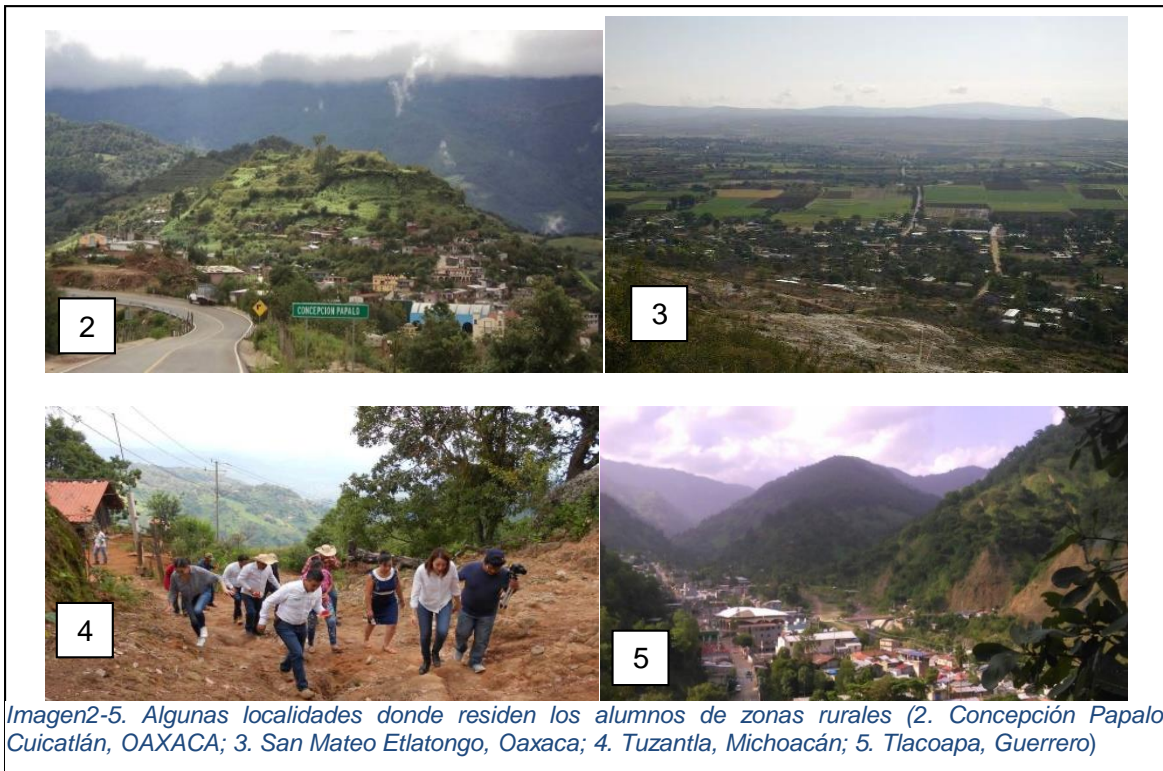 CONCEPCION PAPALO
2
3
4
5
Imagen2-5. Algunas localidades donde residen los alumnos de zonas rurales (2. Concepción Papalo
Cuicatlán, OAXACA; 3. San Mateo Etlatongo, Oaxaca; 4. Tuzantla, Michoacán; 5. Tlacoapa, Guerrero)